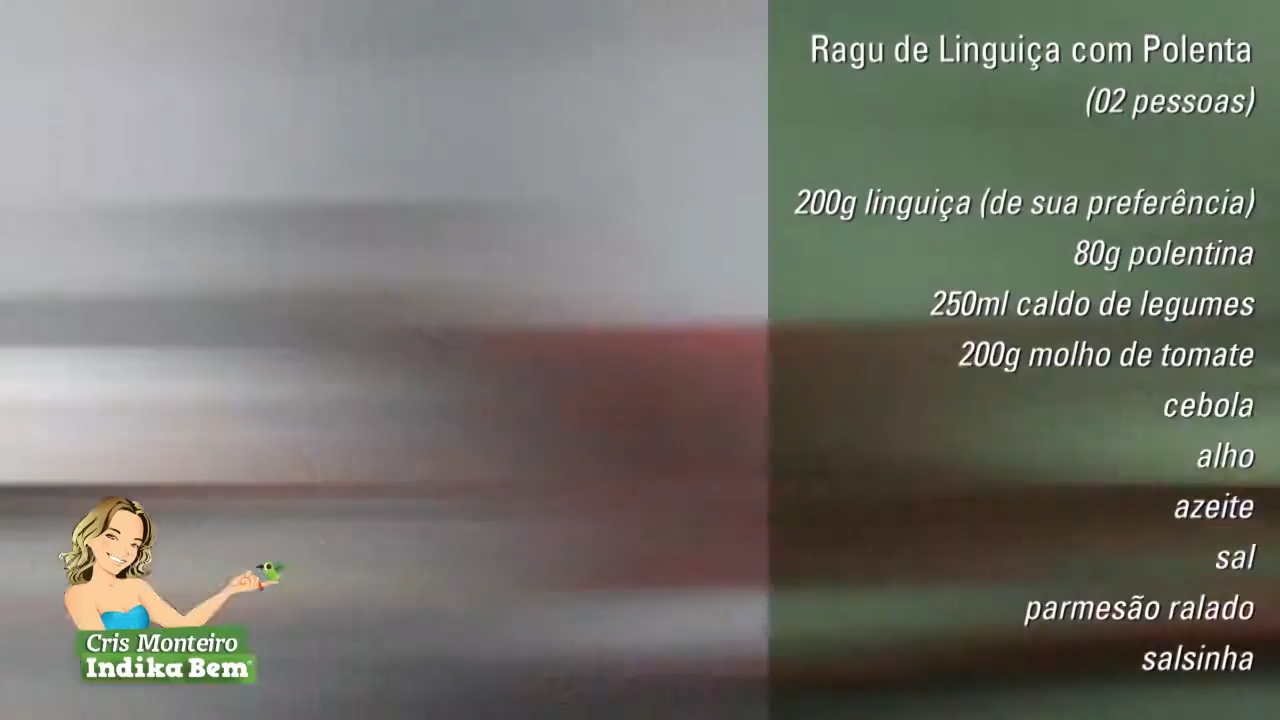 Ragu de Linguiça com Polenta
(02 pessoas)
200g linguiça (de sua preferência)
80g polentina
250ml caldo de legumes
200g molho de tomate
cebola
alho
azeite
sal
parmesão ralado
salsinha
Cris Monteiro
Indika Bem